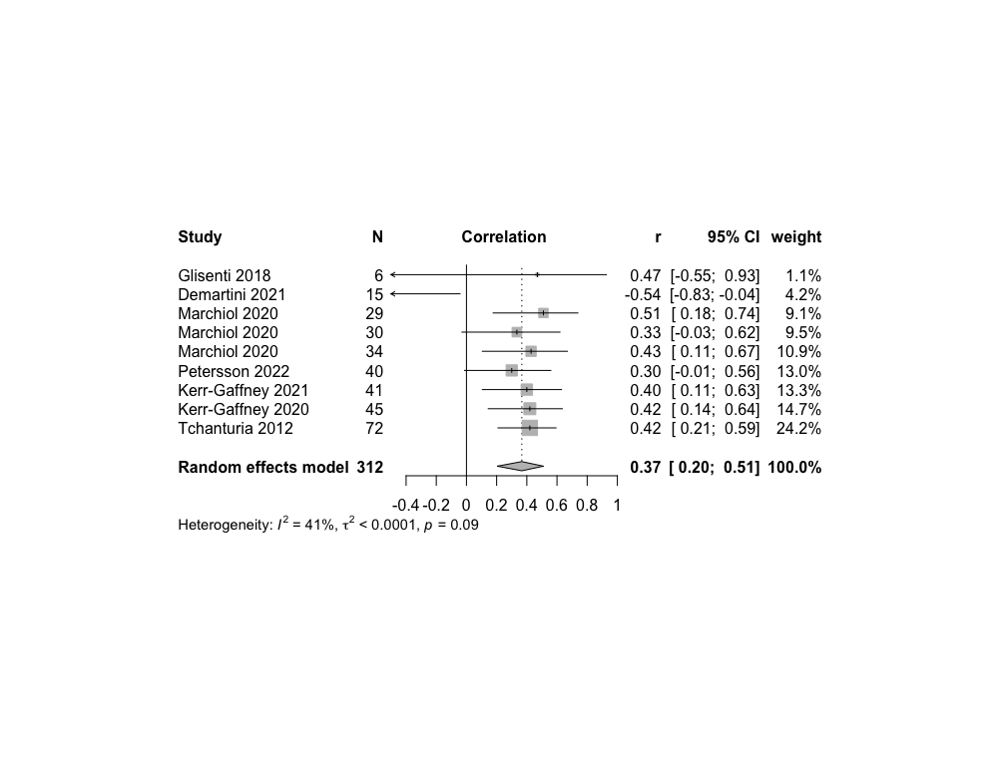 Study N Correlation r 95% CI weight
Glisenti 2018 6 0.47 [-0.55; 0.93] 1.1%
Demartini 2021 15 -0.54 [-0.83; -0.04] 4.2%
Marchiol 2020 29 0.51 [ 0.18; 0.74] 9.1%
Marchiol 2020 30 0.33 [-0.03; 0.62] 9.5%
Marchiol 2020 34 0.43 [ 0.11; 0.67] 10.9%
Petersson 2022 40 0.30 [-0.01; 0.56] 13.0%
Kerr-Gaffney 2021 41 0.40 [ 0.11; 0.63] 13.3%
Kerr-Gaffney 2020 45 0.42 [ 0.14; 0.64] 14.7%
Tchanturia 2012 72 0.42 [ 0.21; 0.59] 24.2%
Random effects model 312 0.37 [ 0.20; 0.51] 100.0%
-0.4 -0.2 0 0.2 0.4 0.6 0.8 1
Heterogeneity: I² = 41%, τ² < 0.0001, p = 0.09